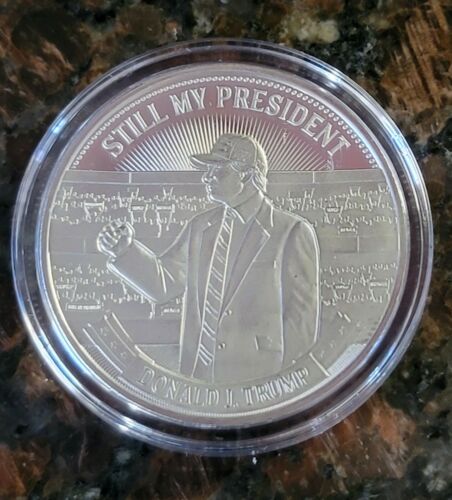 STILL MY PRESIDENT
DONALD J. TRUMP